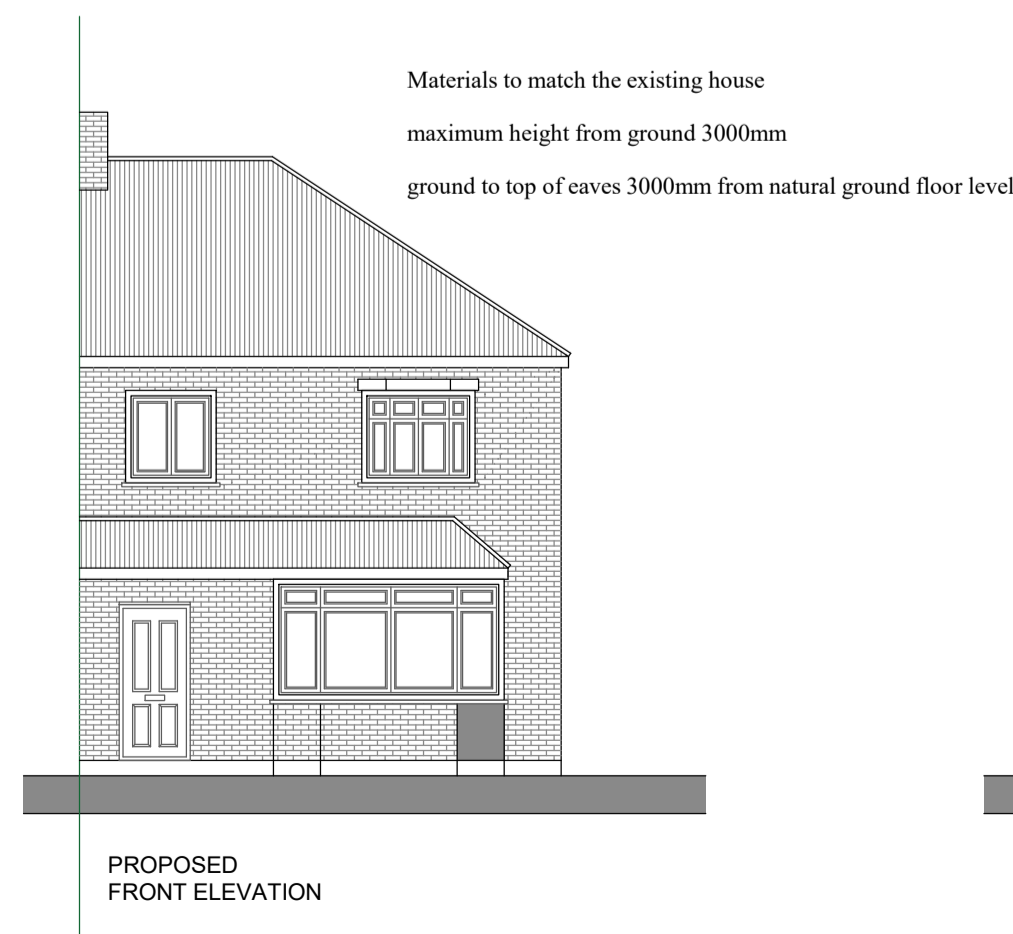 Materials to match the existing house
maximum height from ground 3000mm
ground to top of eaves 3000mm from natural ground floor level
PROPOSED
FRONT ELEVATION